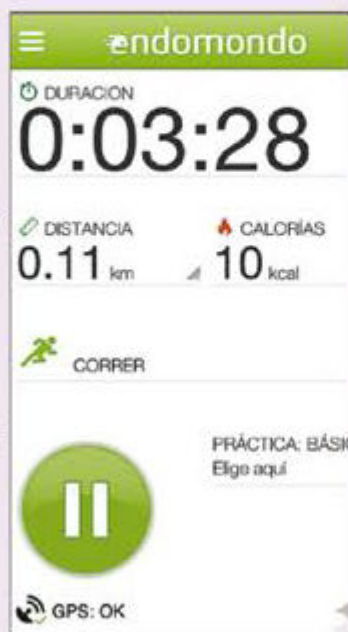 endomondo
DURACION
0:03:28
DISTANCIA CALORÍAS
0.11 km 10 kcal
CORRER
PRÁCTICA: BÁSIC
Elige aquí
GPS: OK